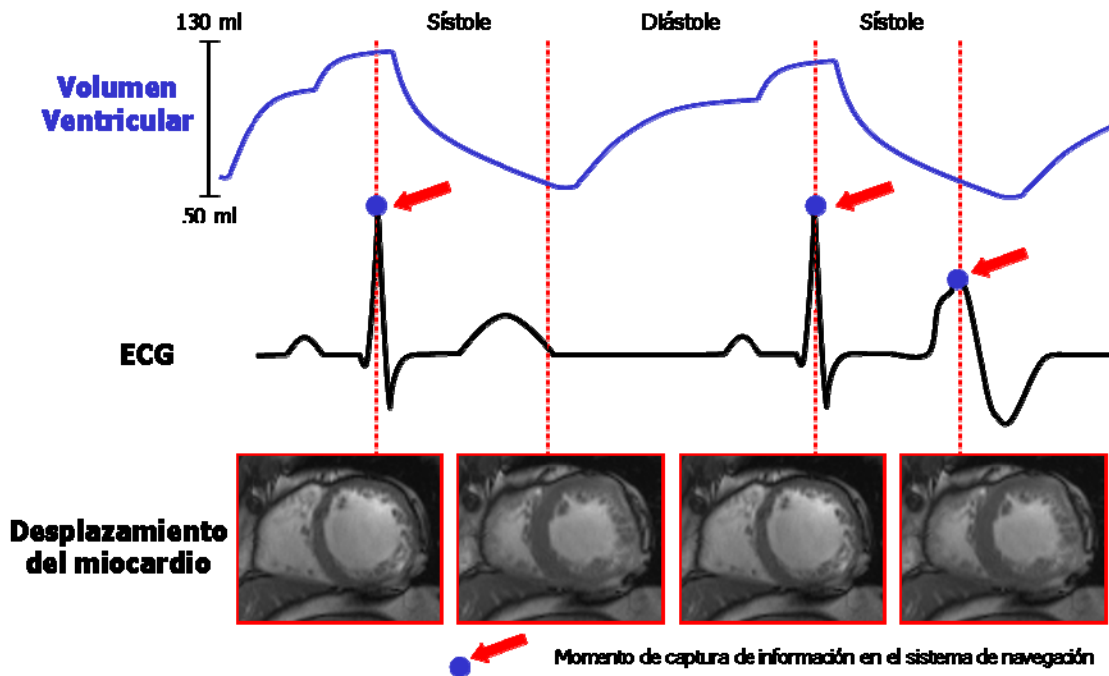 130 ml
Sístole
Diástole
Sístole
Volumen
Ventricular
50 ml
ECG
Desplazamiento
del miocardio
Momento de captura de información en el sistema de navegación